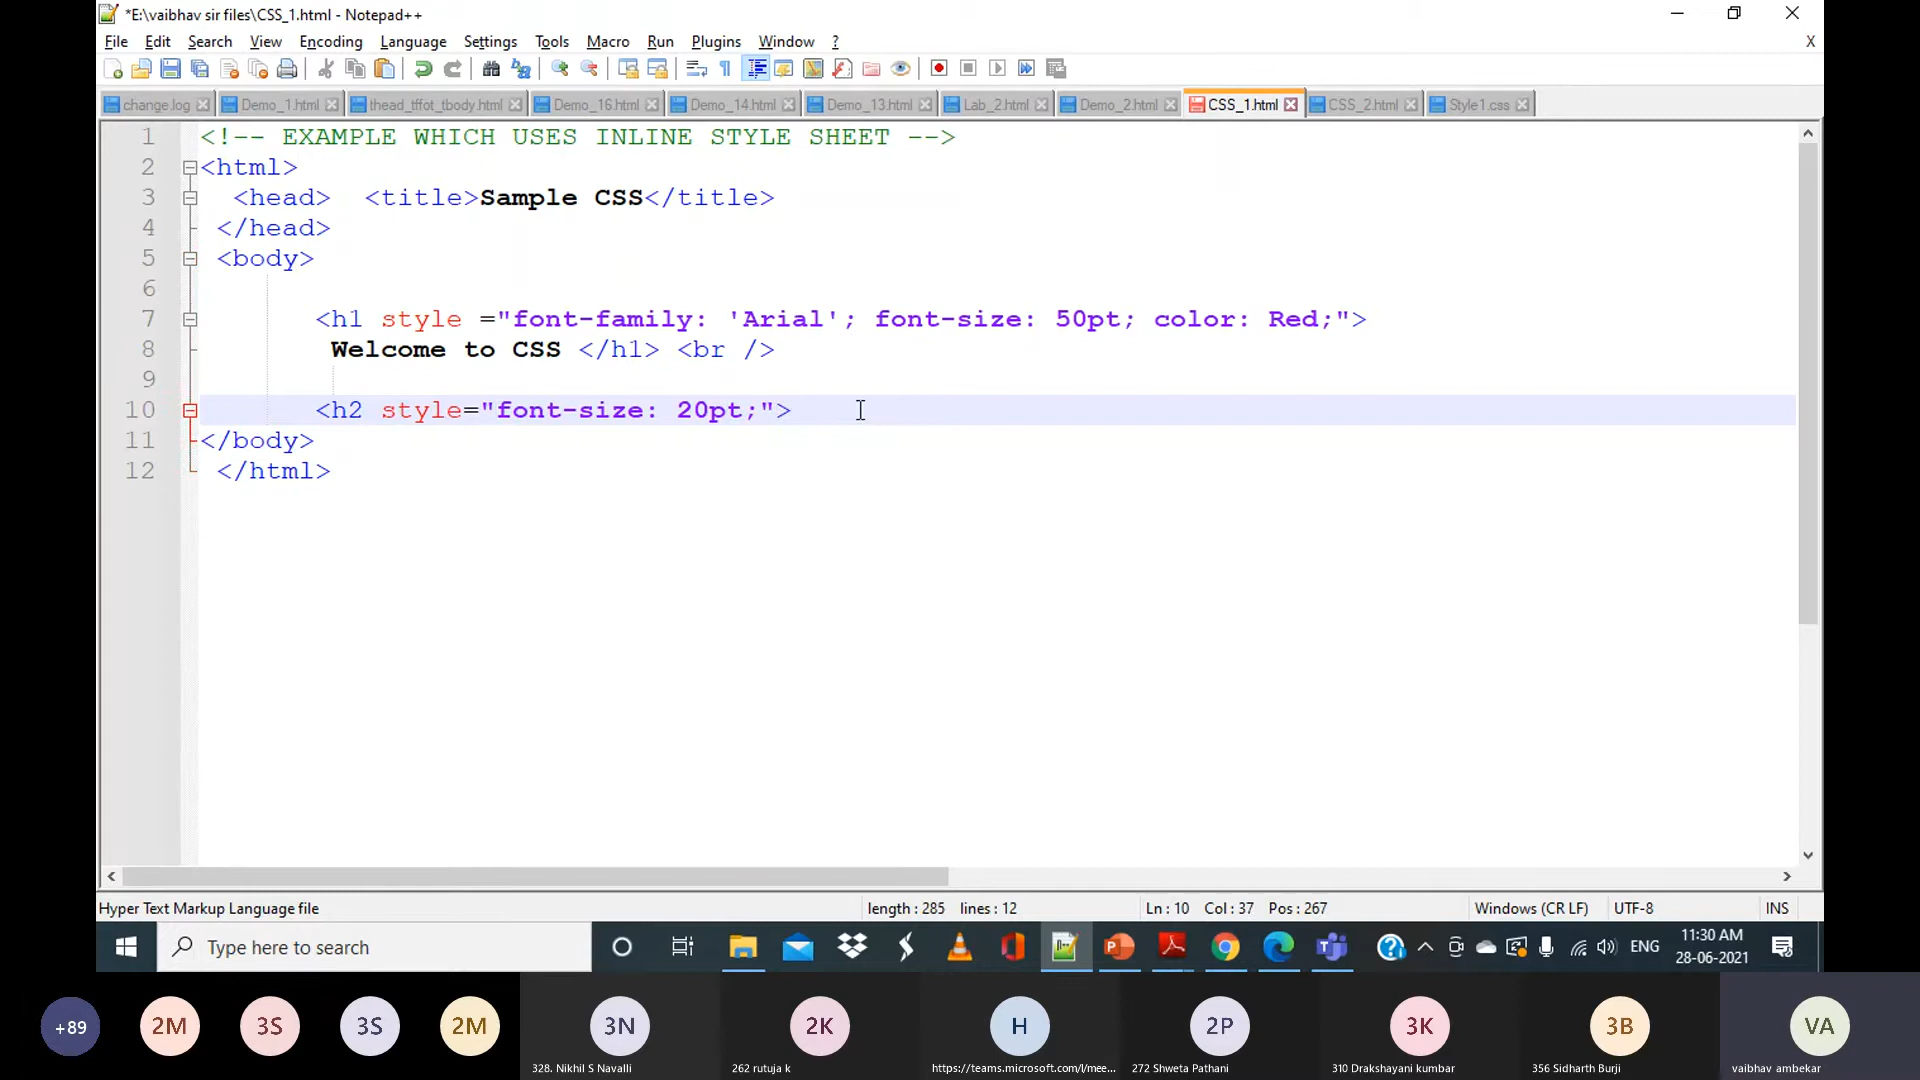 *E:\vaibhav sir files\CSS_1.html - Notepad++
File Edit Search View Encoding Language Settings Tools Macro Run Plugins Window ? X
change.log Demo_1.html thead_tffot_tbody.html Demo_16.html Demo_14.html Demo_13.html Lab_2.html Demo_2.html CSS_1.html CSS_2.html Style1.css
1 <!-- EXAMPLE WHICH USES INLINE STYLE SHEET -->
2 <html>
3 <head> <title>Sample CSS</title>
4 </head>
5 <body>
6
7 <h1 style ="font-family: 'Arial'; font-size: 50pt; color: Red;">
8 Welcome to CSS </h1> <br />
9
10 <h2 style="font-size: 20pt;">
11 </body>
12 </html>
Hyper Text Markup Language file length : 285 lines : 12 Ln : 10 Col : 37 Pos : 267 Windows (CR LF) UTF-8 INS
Type here to search ENG 11:30 AM
28-06-2021
+89 2M 3S 3S 2M 3N 2K H 2P 3K 3B VA
328. Nikhil S Navalli 262 rutuja k https://teams.microsoft.com/l/mee... 272 Shweta Pathani 310 Drakshayani kumbar 356 Sidharth Burji vaibhav ambekar